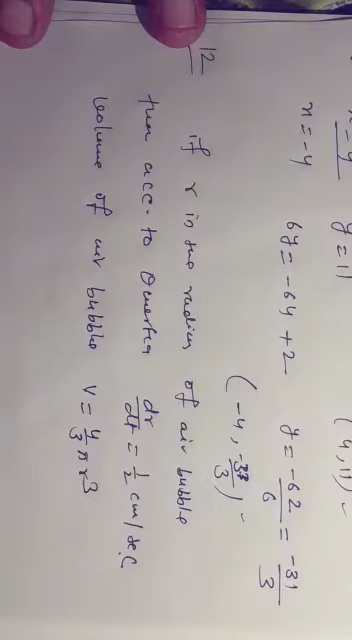 x = 4 y = 11 (4, 11)
x = -4 6y = -64 + 2 y = -62/6 = -31/3
(-4, -31/3)
12 if r is the radius of air bubble
then acc. to Question dr/dt = 1/2 cm/sec
Volume of air bubble V = 4/3 πr³